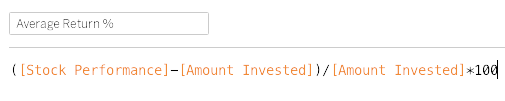 Average Return %
([Stock Performance]–[Amount Invested])/[Amount Invested]*100